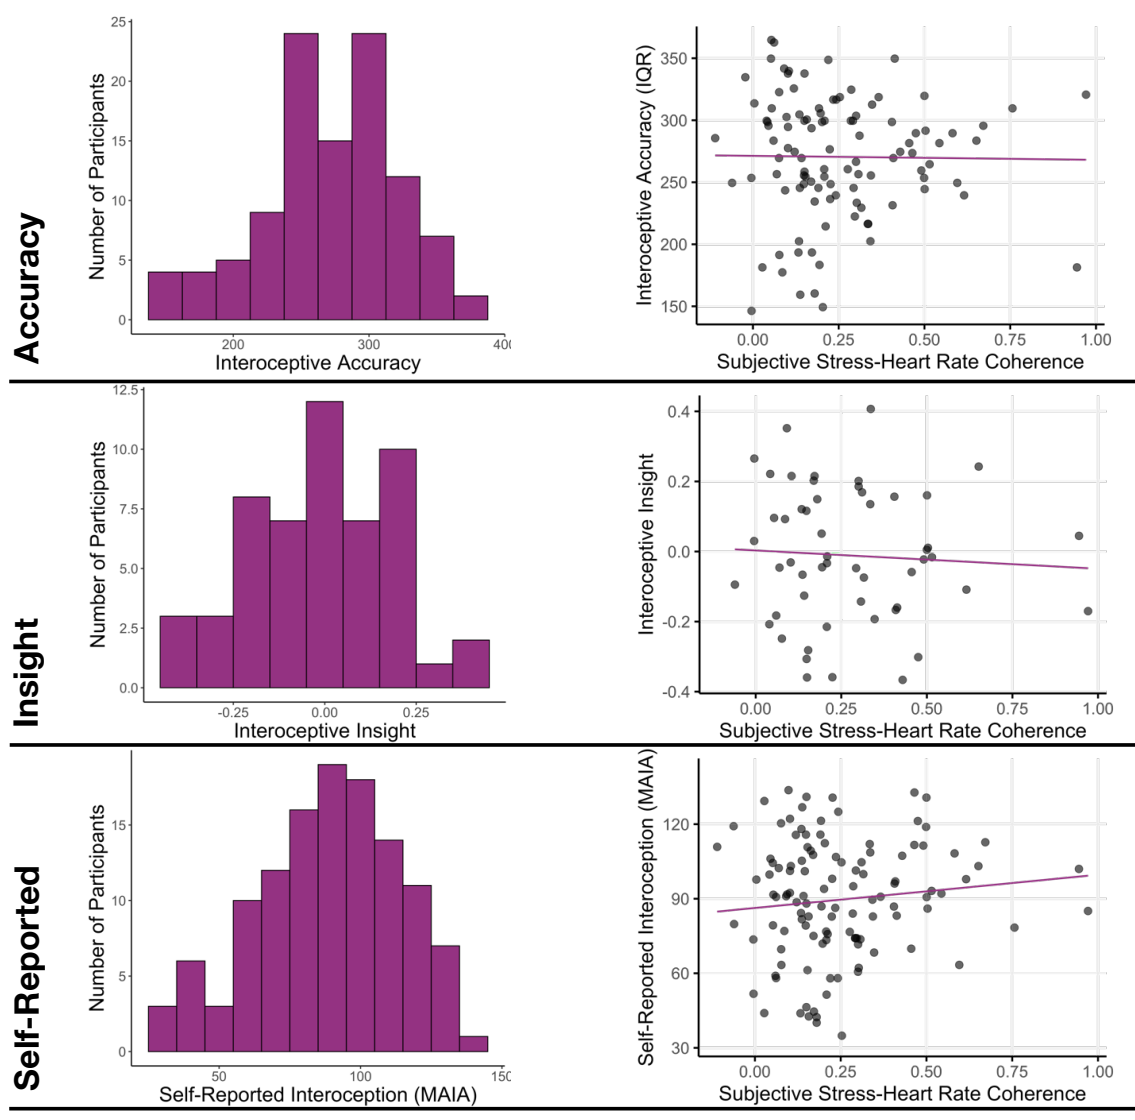 Accuracy
25
20
15
10
5
0
Number of Participants
200 300 40
Interoceptive Accuracy
350
300
250
200
150
Interoceptive Accuracy (IQR)
0.00 0.25 0.50 0.75 1.00
Subjective Stress-Heart Rate Coherence
Insight
12.5
10.0
7.5
5.0
2.5
0.0
Number of Participants
-0.25 0.00 0.25
Interoceptive Insight
0.4
0.2
0.0
-0.2
-0.4
Interoceptive Insight
0.00 0.25 0.50 0.75 1.00
Subjective Stress-Heart Rate Coherence
Self-Reported
15
10
5
0
Number of Participants
50 100 150
Self-Reported Interoception (MAIA)
120
90
60
30
Self-Reported Interoception (MAIA)
0.00 0.25 0.50 0.75 1.00
Subjective Stress-Heart Rate Coherence